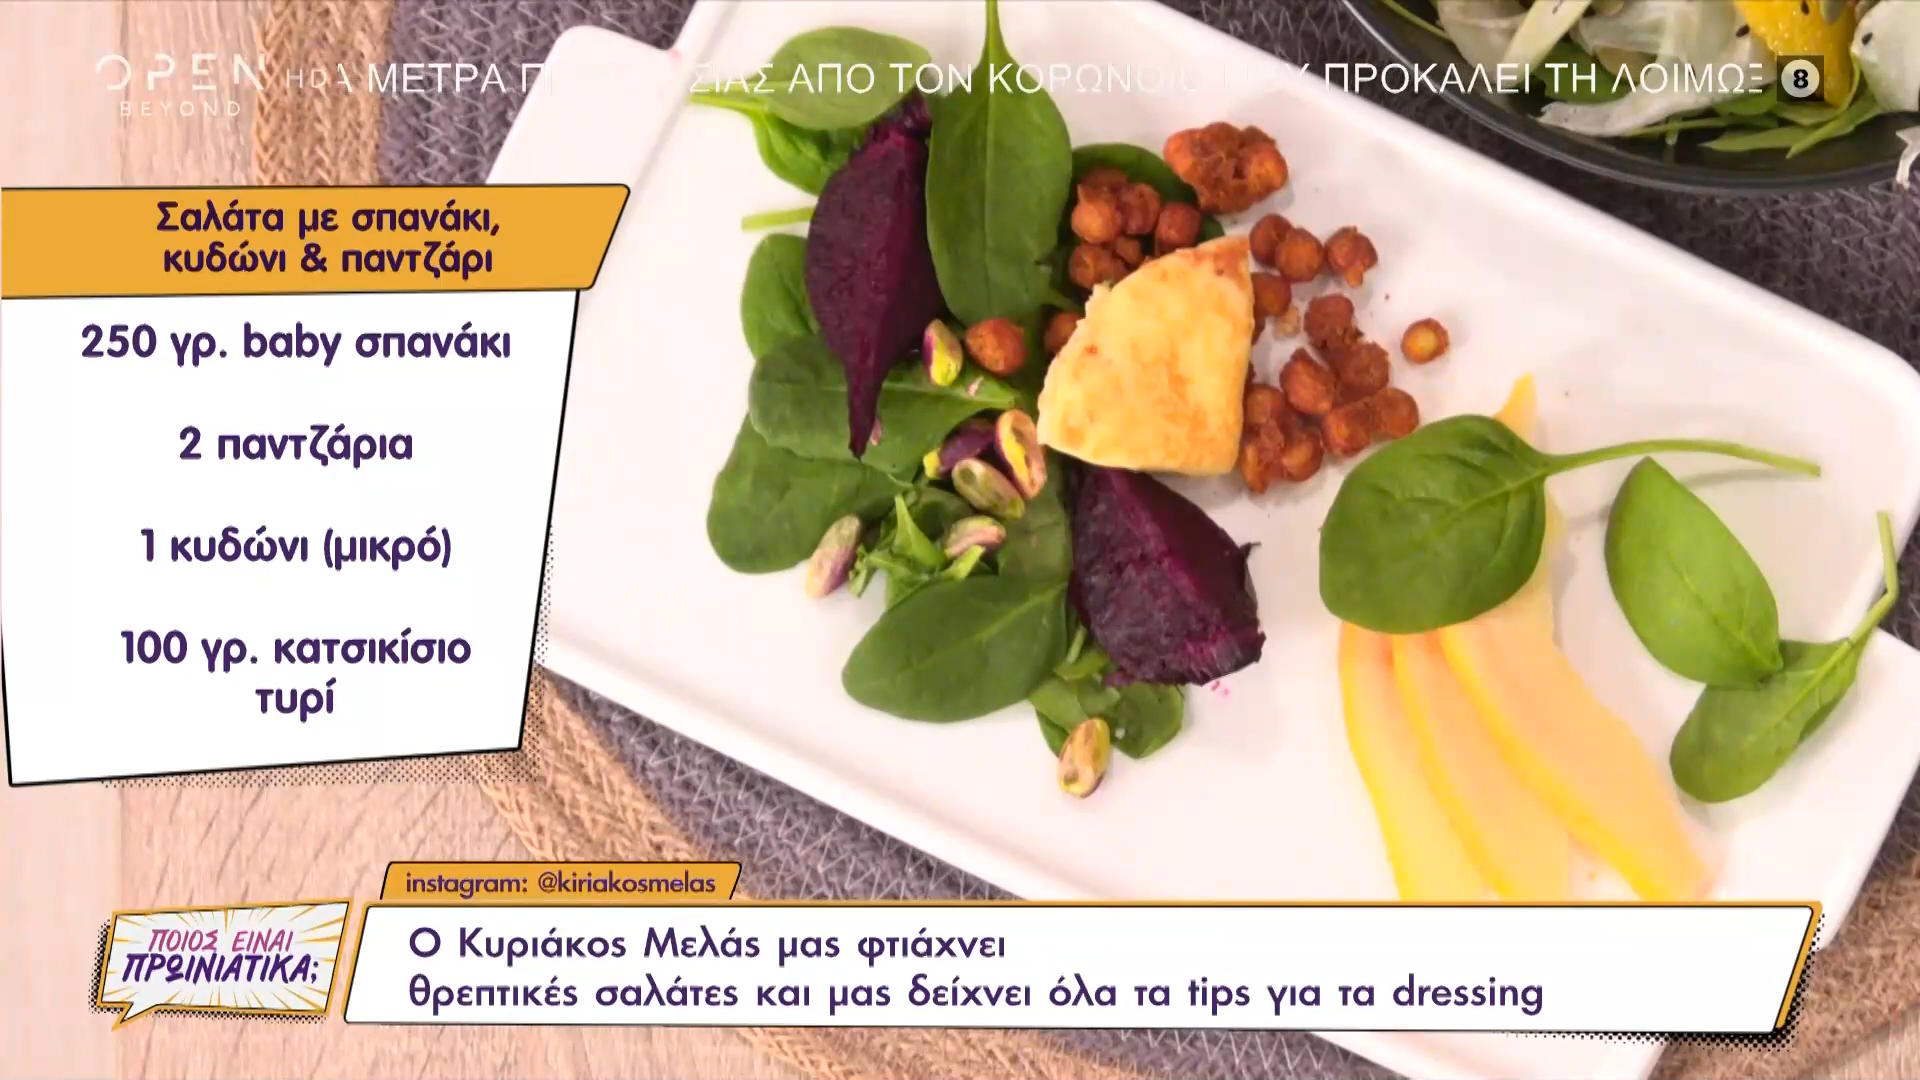 OPEN
BEYOND
HD
ΜΕΤΡΑ
ΑΠΟ ΤΟΝ
ΠΡΟΚΑΛΕΙ ΤΗ
8
Σαλάτα με σπανάκι,
κυδώνι & παντζάρι
250 γρ. baby σπανάκι
2 παντζάρια
1 κυδώνι (μικρό)
100 γρ. κατσικίσιο
τυρί
instagram: @kiriakosmelas
ΠΟΙΟΣ ΕΙΝΑΙ
ΠΡΩΙΝΙΑΤΙΚΑ;
Ο Κυριάκος Μελάς μας φτιάχνει
θρεπτικές σαλάτες και μας δείχνει όλα τα tips για τα dressing